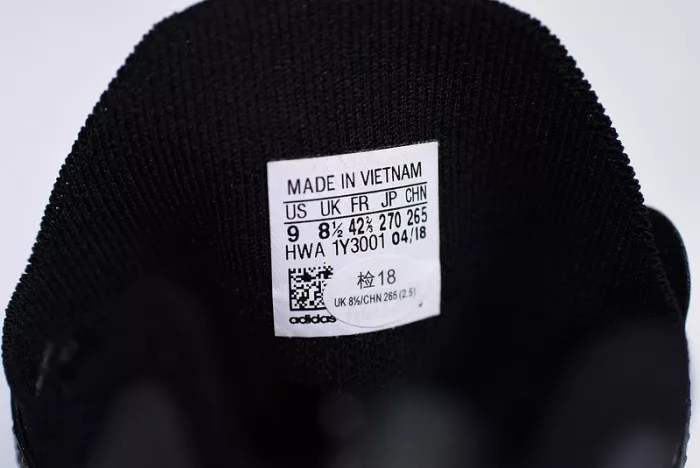 MADE IN VIETNAM
US UK FR JP CHN
9 8½ 42⅔ 270 265
HWA 1Y3001 04/18
检18
UK 8½/CHN 265 (2.5)
adidas